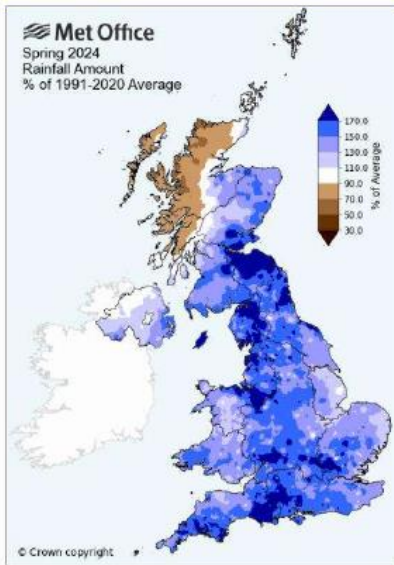 Met Office
Spring 2024
Rainfall Amount
% of 1991-2020 Average
170.0
150.0
130.0
110.0
90.0
70.0
50.0
30.0
% of Average
© Crown copyright